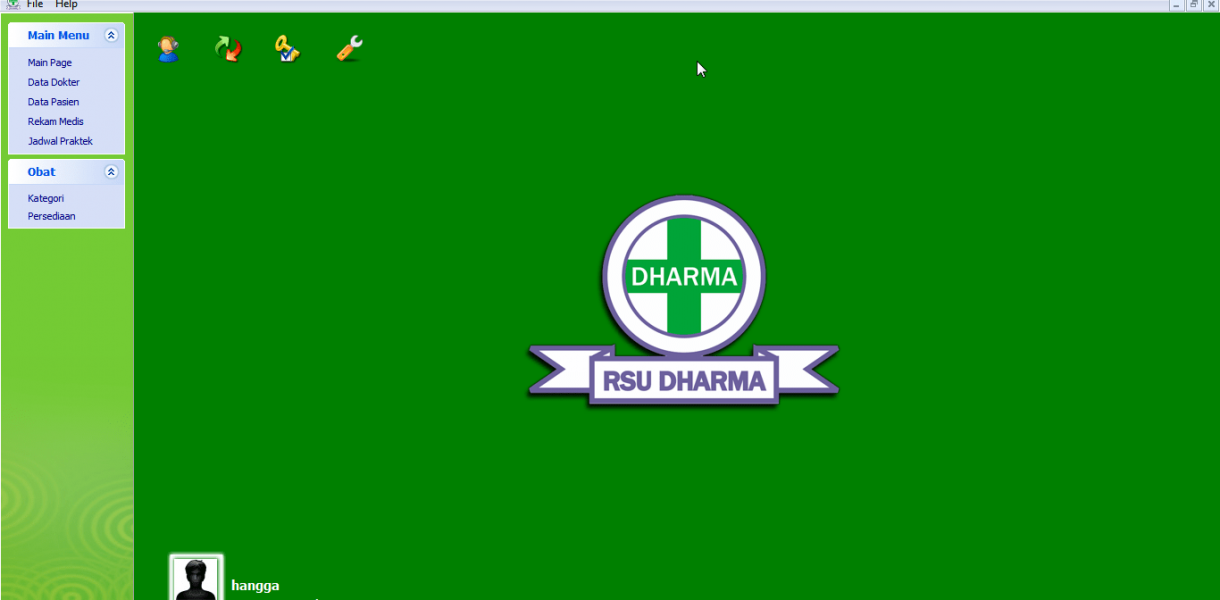 File Help
Main Menu
Main Page
Data Dokter
Data Pasien
Rekam Medis
Jadwal Praktek
Obat
Kategori
Persediaan
DHARMA
RSU DHARMA
hangga